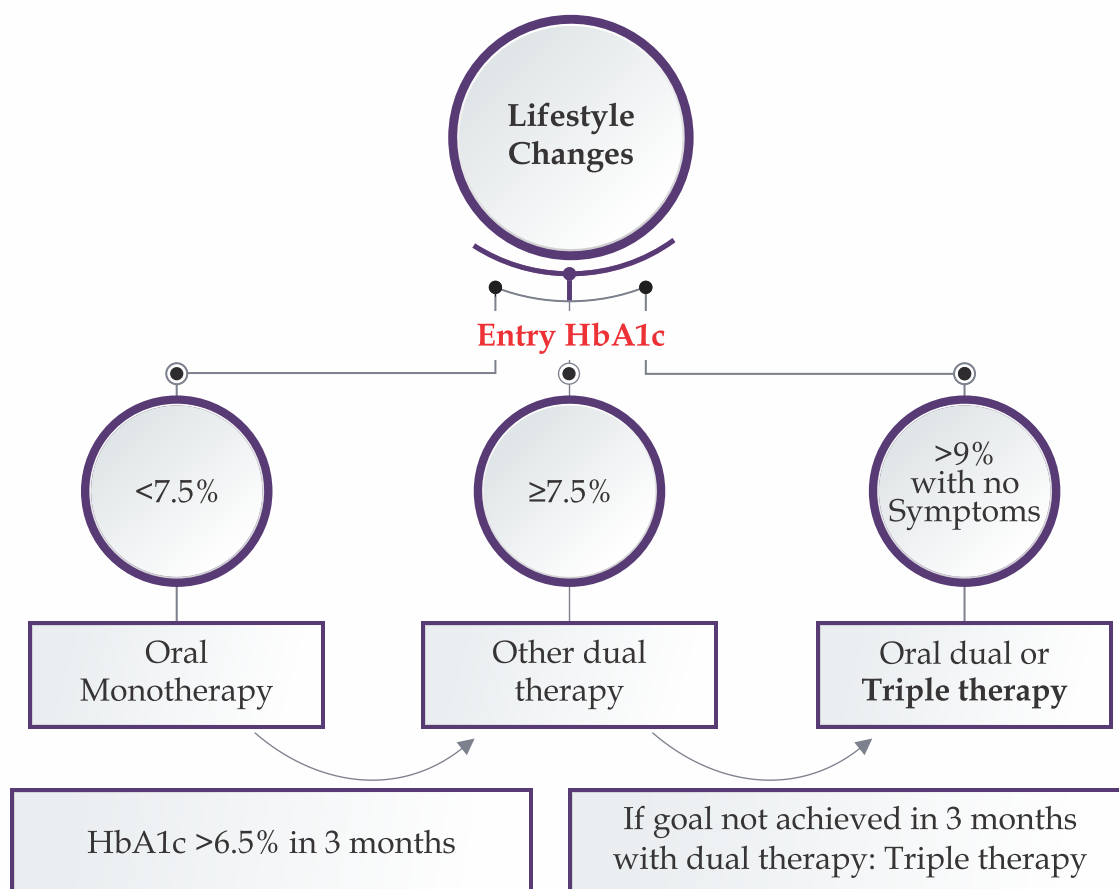 Lifestyle
Changes
Entry HbA1c
<7.5%
≥7.5%
>9%
with no
Symptoms
Oral
Monotherapy
Other dual
therapy
Oral dual or
Triple therapy
HbA1c >6.5% in 3 months
If goal not achieved in 3 months
with dual therapy: Triple therapy